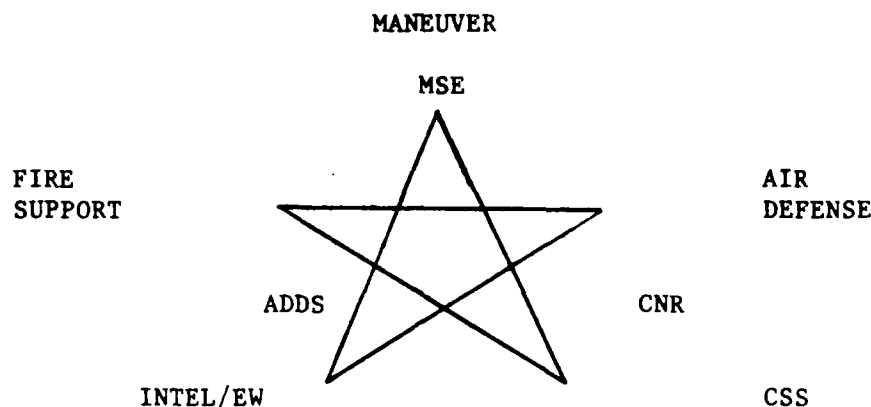 MANEUVER
MSE
FIRE
SUPPORT
AIR
DEFENSE
ADDS
CNR
INTEL/EW
CSS